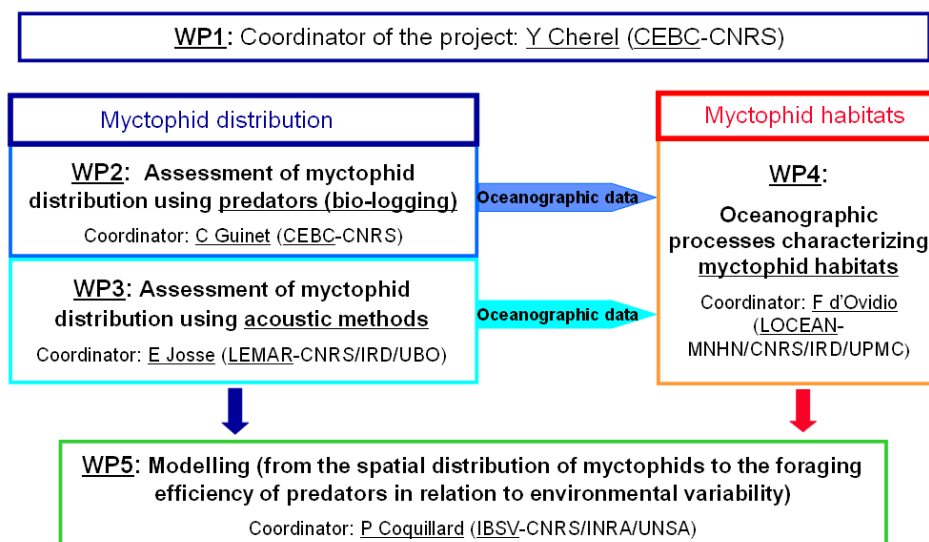 WP1: Coordinator of the project: Y Cherel (CEBC-CNRS)
Myctophid distribution
WP2: Assessment of myctophid
distribution using predators (bio-logging)
Coordinator: C Guinet (CEBC-CNRS)
Oceanographic data
WP3: Assessment of myctophid
distribution using acoustic methods
Coordinator: E Josse (LEMAR-CNRS/IRD/UBO)
Oceanographic data
Myctophid habitats
WP4:
Oceanographic
processes characterizing
myctophid habitats
Coordinator: F d'Ovidio
(LOCEAN-
MNHN/CNRS/IRD/UPMC)
WP5: Modelling (from the spatial distribution of myctophids to the foraging
efficiency of predators in relation to environmental variability)
Coordinator: P Coquillard (IBSV-CNRS/INRA/UNSA)